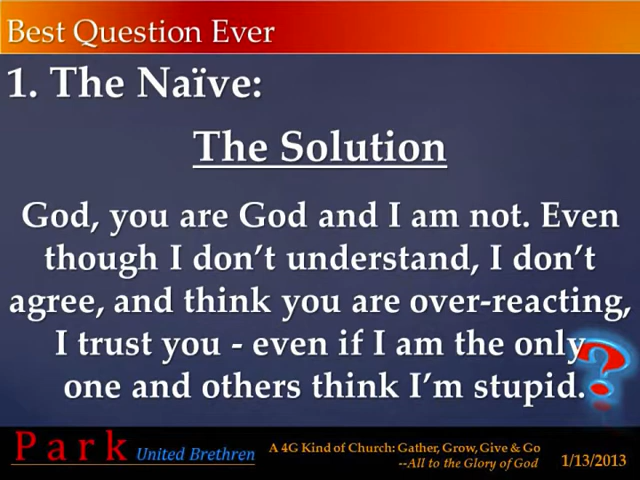 Best Question Ever
1. The Naïve:
The Solution
God, you are God and I am not. Even
though I don't understand, I don't
agree, and think you are over-reacting,
I trust you - even if I am the only
one and others think I'm stupid.
Park United Brethren
A 4G Kind of Church: Gather, Grow, Give & Go
--All to the Glory of God
1/13/2013